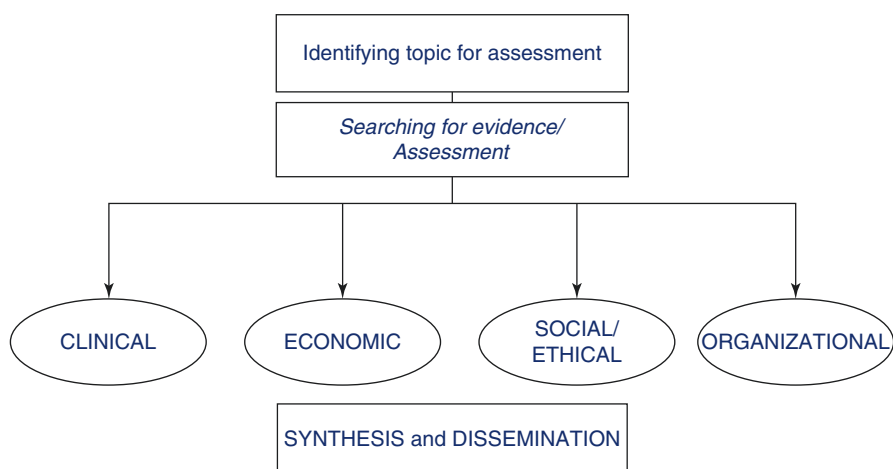 Identifying topic for assessment
Searching for evidence/
Assessment
CLINICAL
ECONOMIC
SOCIAL/
ETHICAL
ORGANIZATIONAL
SYNTHESIS and DISSEMINATION